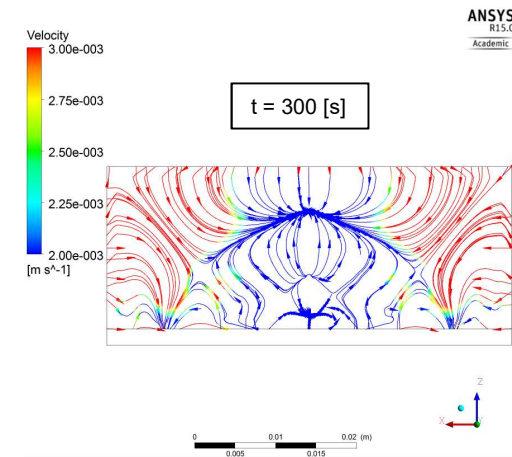 ANSYS
R15.0
Academic
Velocity
3.00e-003
2.75e-003
2.50e-003
2.25e-003
2.00e-003
[m s^-1]
t = 300 [s]
Z
X
Y
0 0.01 0.02 (m)
0.005 0.015